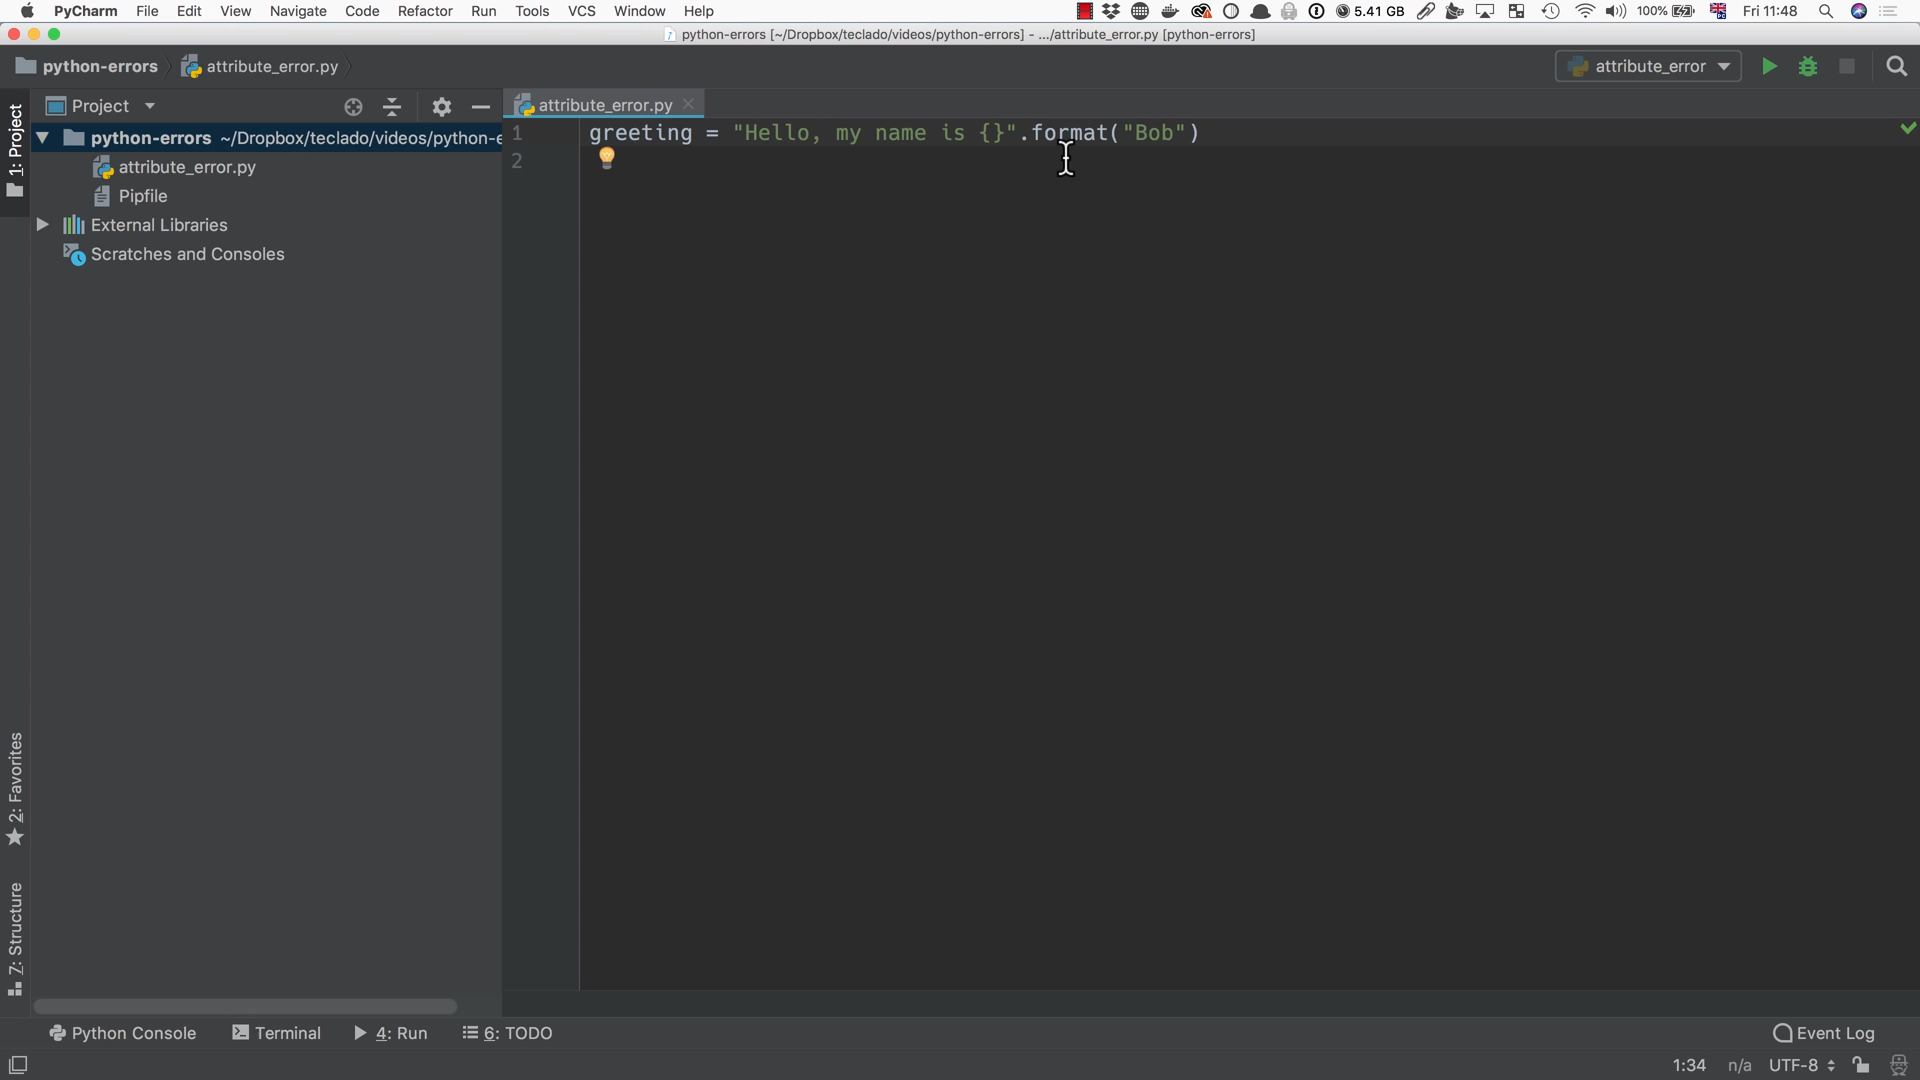 PyCharm File Edit View Navigate Code Refactor Run Tools VCS Window Help 5.41 GB 100% Fri 11:48
python-errors [~/Dropbox/teclado/videos/python-errors] - .../attribute_error.py [python-errors]
python-errors attribute_error.py attribute_error
1: Project
Project
attribute_error.py
python-errors ~/Dropbox/teclado/videos/python-e
attribute_error.py
Pipfile
External Libraries
Scratches and Consoles
1 greeting = "Hello, my name is {}".format("Bob")
2
2: Favorites
7: Structure
Python Console Terminal 4: Run 6: TODO Event Log
1:34 n/a UTF-8